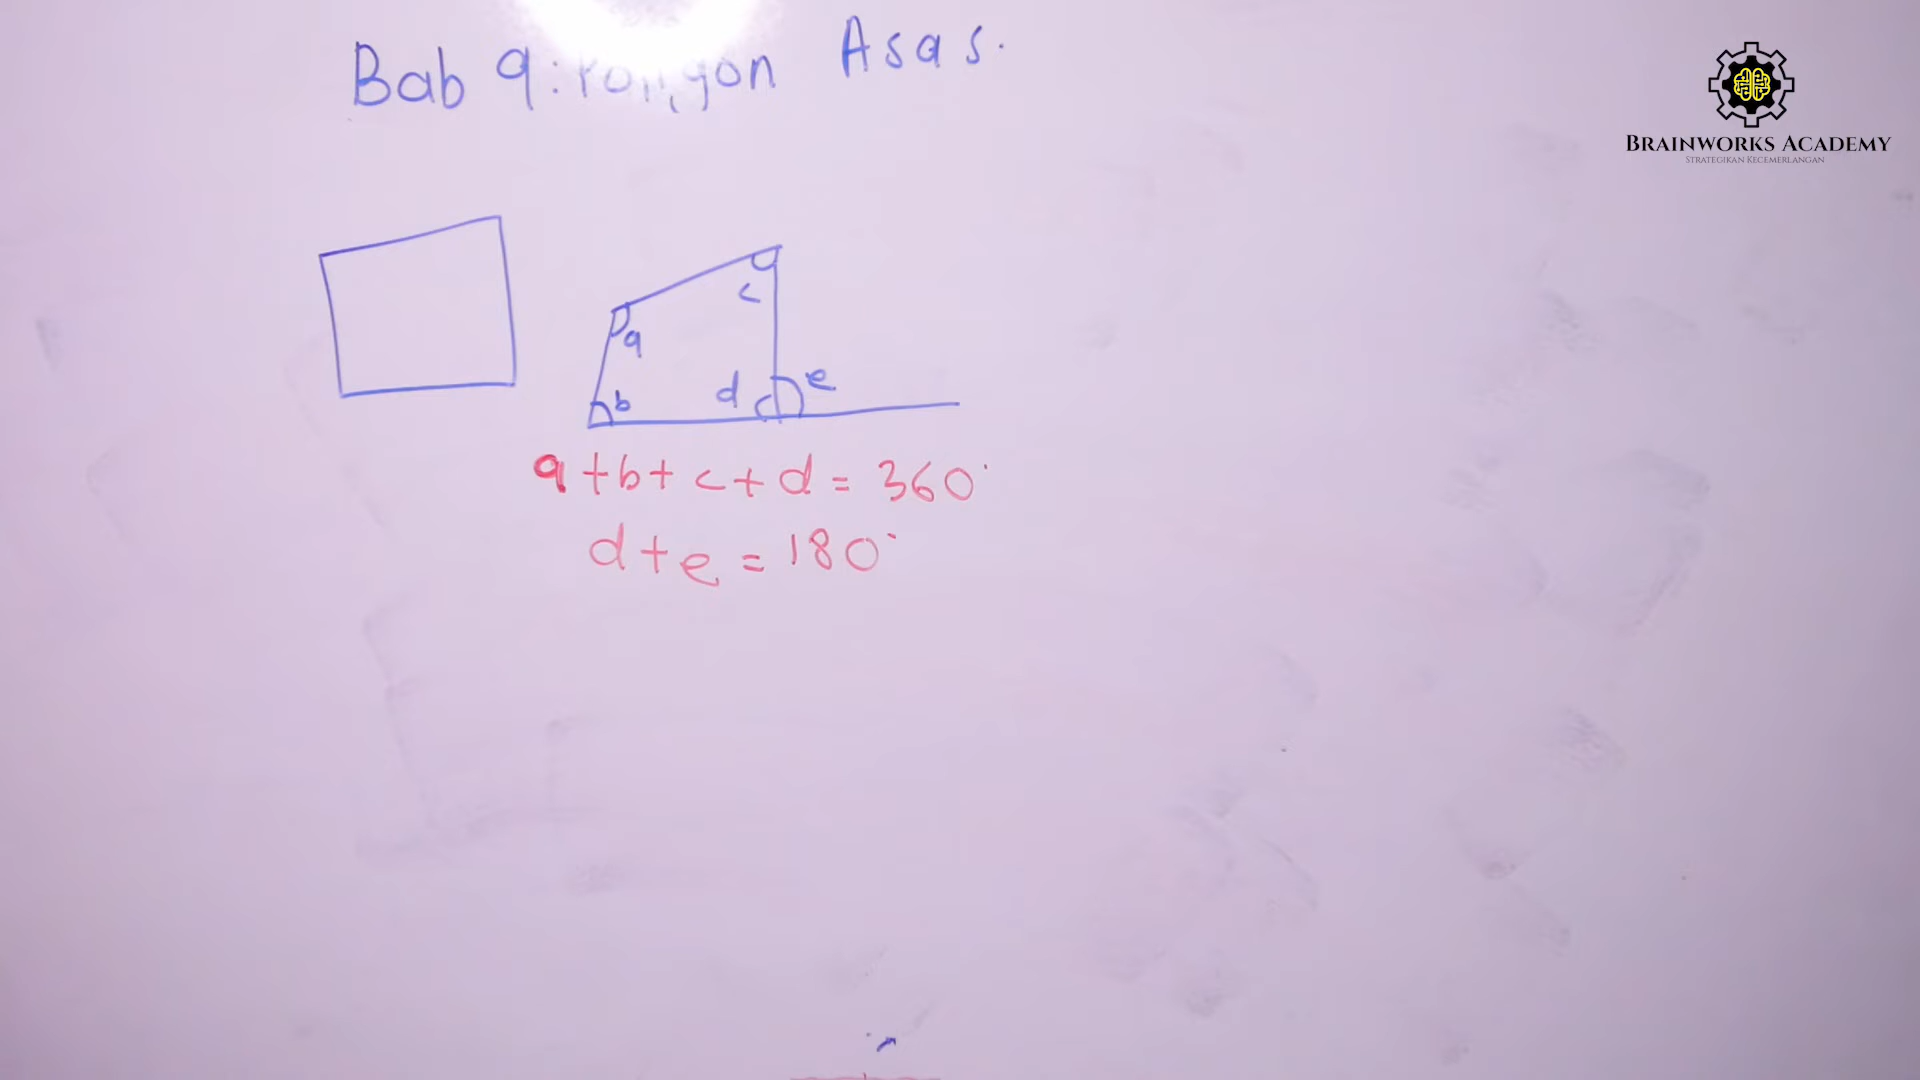 Bab 9: Poligon Asas.
BRAINWORKS ACADEMY
STRATEGIKAN KECEMERLANGAN
c
a
b
d
e
a + b + c + d = 360°
d + e = 180°